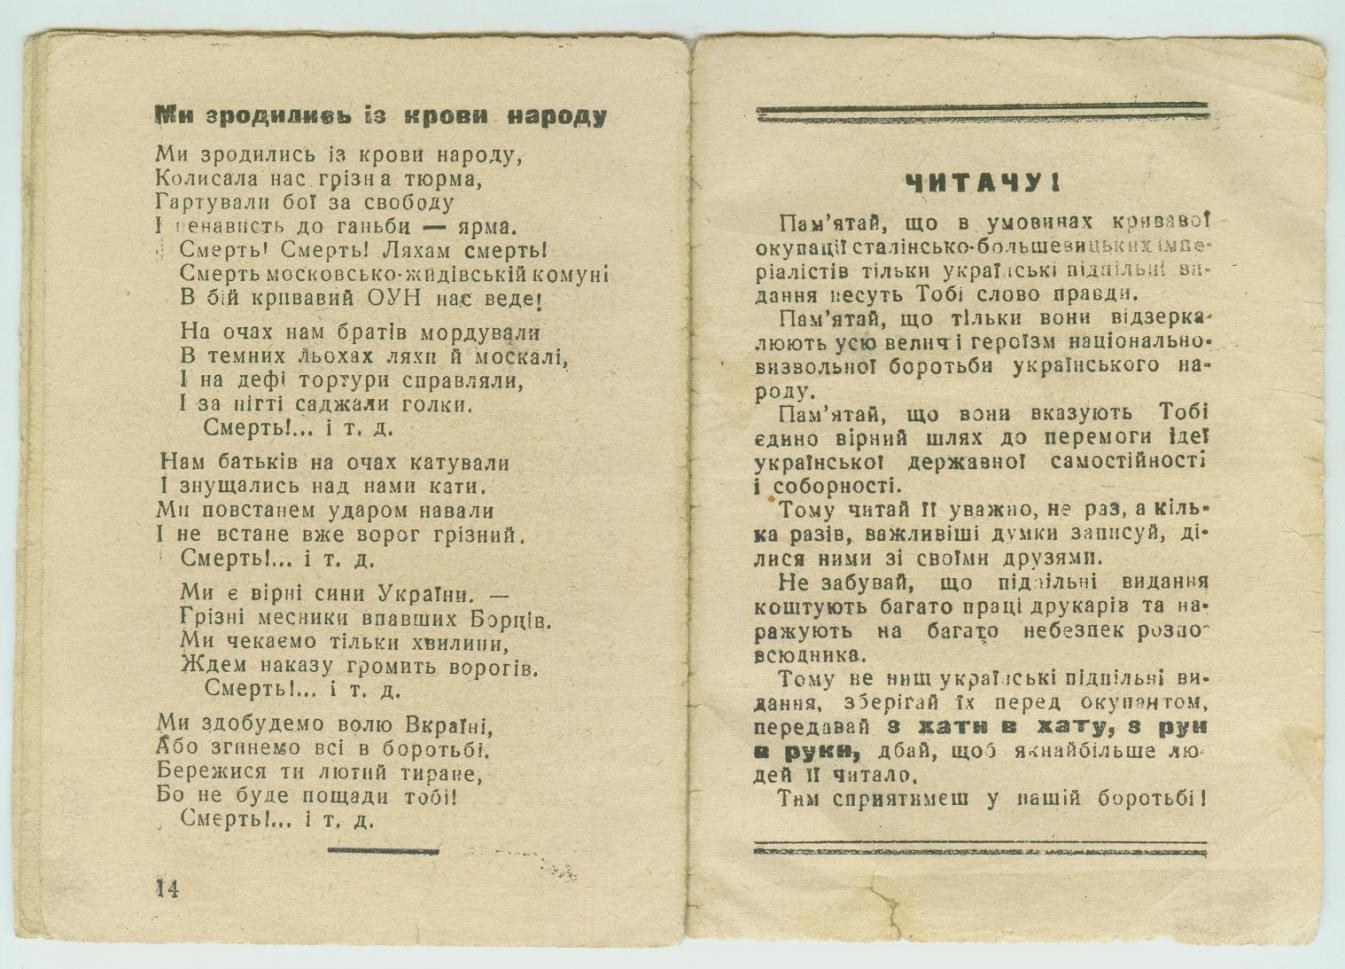 Ми зродились із крови народу
Ми зродились із крови народу,
Колисала нас грізна тюрма,
Гартували бої за свободу
І ненависть до ганьби — ярма.
Смерть! Смерть! Ляхам смерть!
Смерть московсько-жидівській комуні
В бій кривавий ОУН нас веде!
На очах нам братів мордували
В темних льохах ляхи й москалі,
І на дефі тортури справляли,
І за нігті саджали голки.
Смерть!... і т. д.
Нам батьків на очах катували
І знущались над нами кати.
Ми повстанем ударом навали
І не встане вже ворог грізний.
Смерть!... і т. д.
Ми є вірні сини України. —
Грізні месники впавших Борців.
Ми чекаємо тільки хвилини,
Ждем наказу громить ворогів.
Смерть!... і т. д.
Ми здобудемо волю Вкраїні,
Або згинемо всі в боротьбі.
Бережися ти лютий тиране,
Бо не буде пощади тобі!
Смерть!... і т. д.
14
ЧИТАЧУ!
Пам'ятай, що в умовинах кривавої
окупації сталінсько-большевицьких імпе-
ріалістів тільки українські підпільні ви-
дання несуть Тобі слово правди.
Пам'ятай, що тільки вони відзерка-
люють усю велич і героїзм національно-
визвольної боротьби українського на-
роду.
Пам'ятай, що вони вказують Тобі
єдино вірний шлях до перемоги ідеї
української державної самостійності
і соборності.
Тому читай її уважно, не раз, а кіль-
ка разів, важливіші думки записуй, ді-
лися ними зі своїми друзями.
Не забувай, що підпільні видання
коштують багато праці друкарів та на-
ражують на багато небезпек розпо-
всюдника.
Тому не нищ українські підпільні ви-
дання, зберігай їх перед окупантом,
передавай з хати в хату, з рук
в руки, дбай, щоб якнайбільше лю-
дей її читало.
Тим сприятимеш у нашій боротьбі!